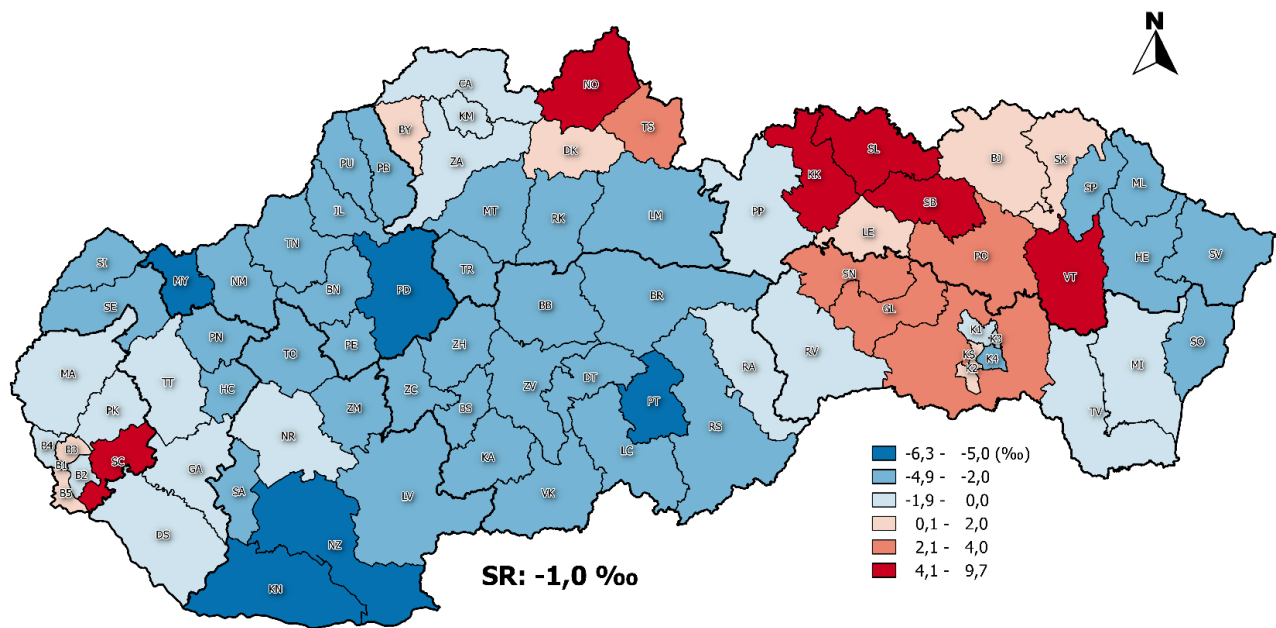 N
CA
NO
KM
BY
TS
DK
ZA
PU
PB
SL
BJ
SK
KK
SP
ML
JL
MT
RK
LM
PP
SB
LE
TN
PO
HE
SV
SI
MY
NM
BN
PD
TR
SN
VT
SE
BB
BR
GL
PN
TO
PE
ZH
K1
K3
SO
MA
TT
RV
RA
K5
K4
K2
MI
HC
ZM
ZC
ZV
DT
PT
BS
PK
NR
RS
TV
B4
B3
SC
B1
B2
B5
GA
KA
LC
SA
LV
VK
DS
NZ
KN
-6,3 - -5,0 (‰)
-4,9 - -2,0
-1,9 - 0,0
0,1 - 2,0
2,1 - 4,0
4,1 - 9,7
SR: -1,0 ‰